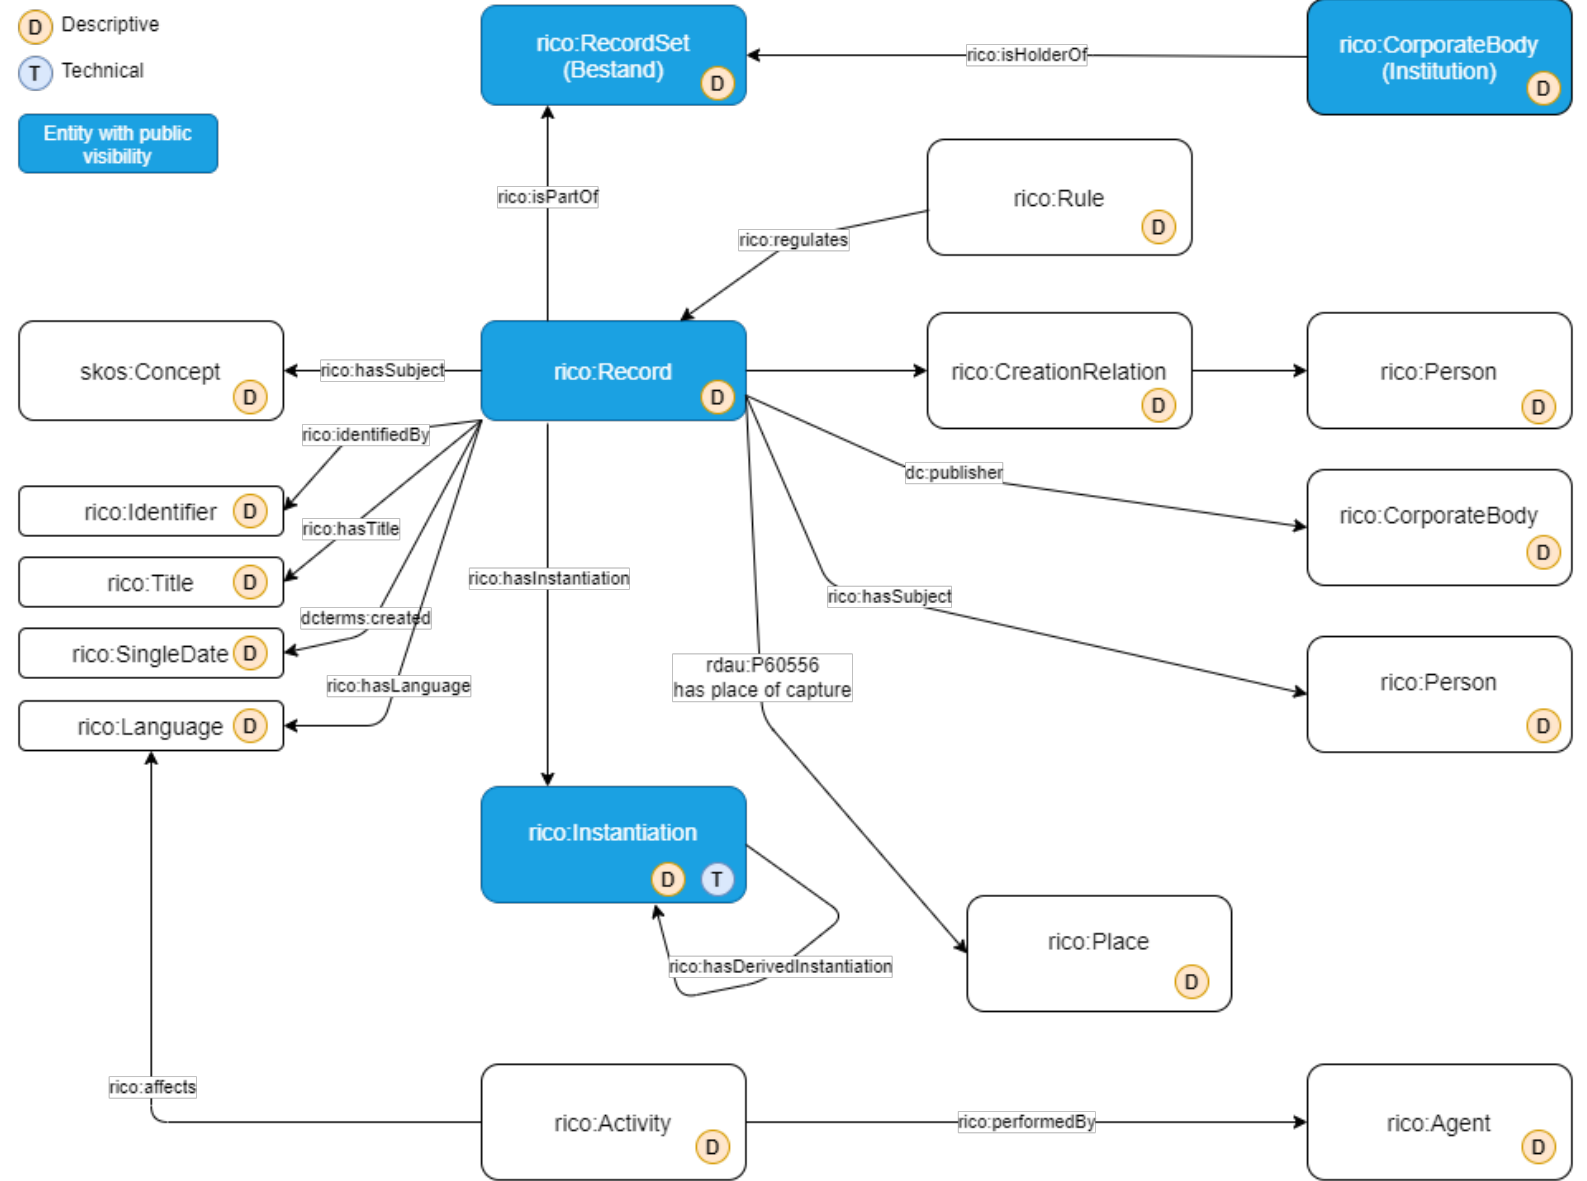 D Descriptive
T Technical
Entity with public
visibility
rico:RecordSet
(Bestand)
D
rico:isHolderOf
rico:CorporateBody
(Institution)
D
rico:isPartOf
rico:Rule
D
rico:regulates
skos:Concept
D
rico:hasSubject
rico:Record
D
rico:CreationRelation
D
rico:Person
D
rico:identifiedBy
dc:publisher
rico:CorporateBody
D
rico:Identifier D
rico:hasTitle
rico:Title D
rico:hasInstantiation
rico:hasSubject
dcterms:created
rico:SingleDate D
rico:hasLanguage
rdau:P60556
has place of capture
rico:Person
D
rico:Language D
rico:Instantiation
D T
rico:hasDerivedInstantiation
rico:Place
D
rico:affects
rico:Activity
D
rico:performedBy
rico:Agent
D